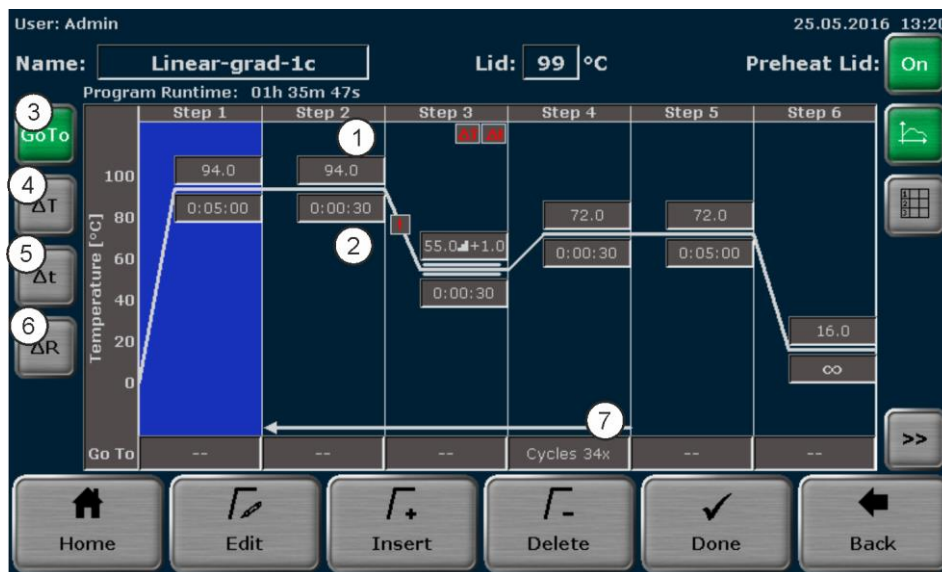 User: Admin 25.05.2016 13:20
Name: Linear-grad-1c Lid: 99 °C Preheat Lid: On
Program Runtime: 01h 35m 47s
Step 1 Step 2 Step 3 Step 4 Step 5 Step 6
3
GoTo
1
100
94.0 94.0
4
ΔT
0:05:00 0:00:30
80
72.0 72.0
2
55.0 +1.0
0:00:30 0:05:00
5
Δt
60
0:00:30
40
6
ΔR
20
16.0
∞
0
Temperature [°C]
7
Go To -- -- -- Cycles 34x -- --
>>
Home Edit Insert Delete Done Back